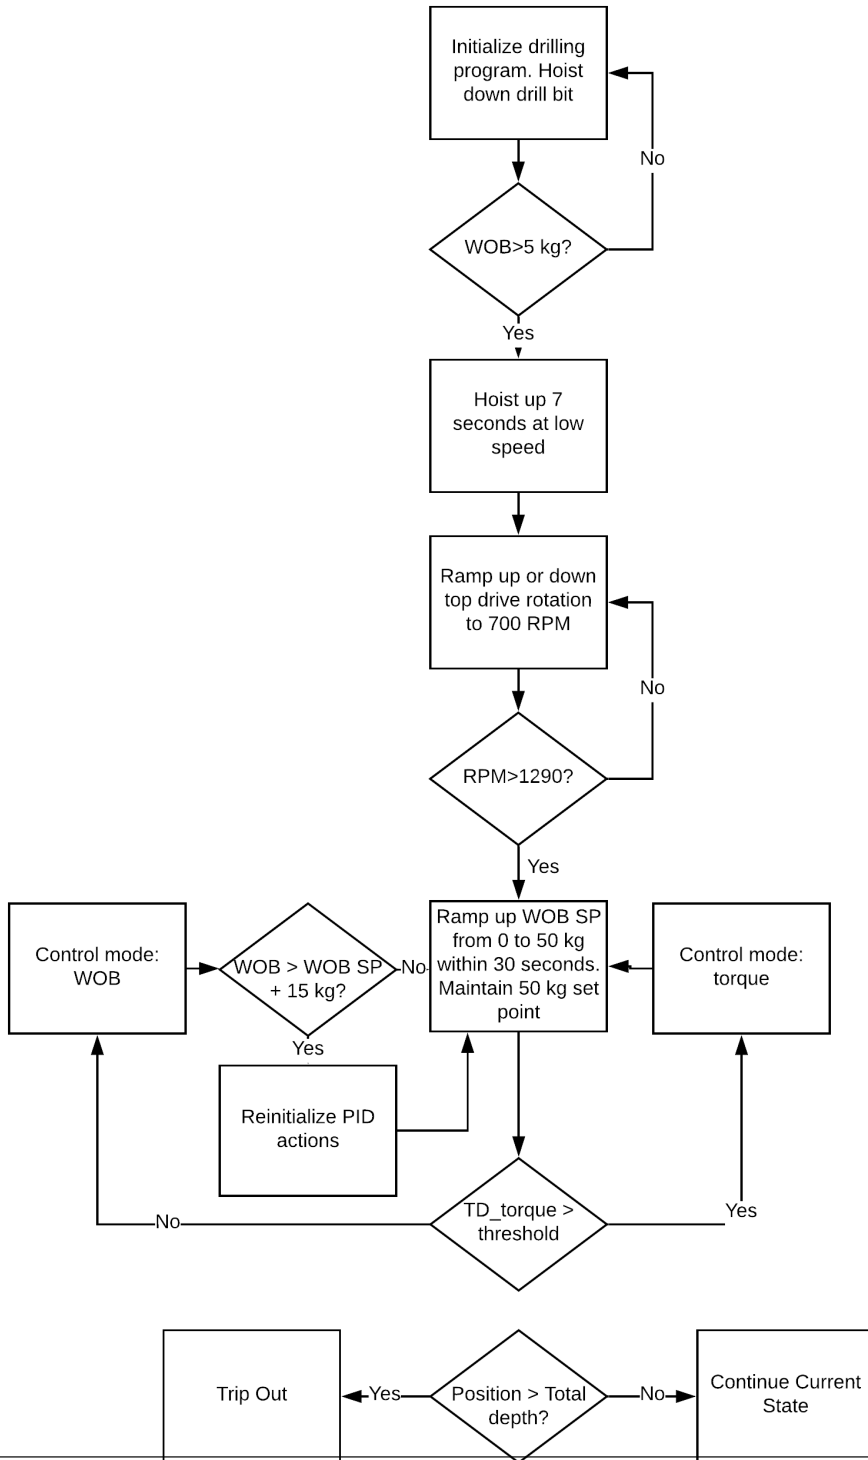 Initialize drilling
program. Hoist
down drill bit
No
WOB>5 kg?
Yes
Hoist up 7
seconds at low
speed
Ramp up or down
top drive rotation
to 700 RPM
No
RPM>1290?
Yes
Control mode:
WOB
WOB > WOB SP
+ 15 kg?
No
Ramp up WOB SP
from 0 to 50 kg
within 30 seconds.
Maintain 50 kg set
point
Control mode:
torque
Yes
Reinitialize PID
actions
No
TD_torque >
threshold
Yes
Trip Out
Yes
Position > Total
depth?
No
Continue Current
State